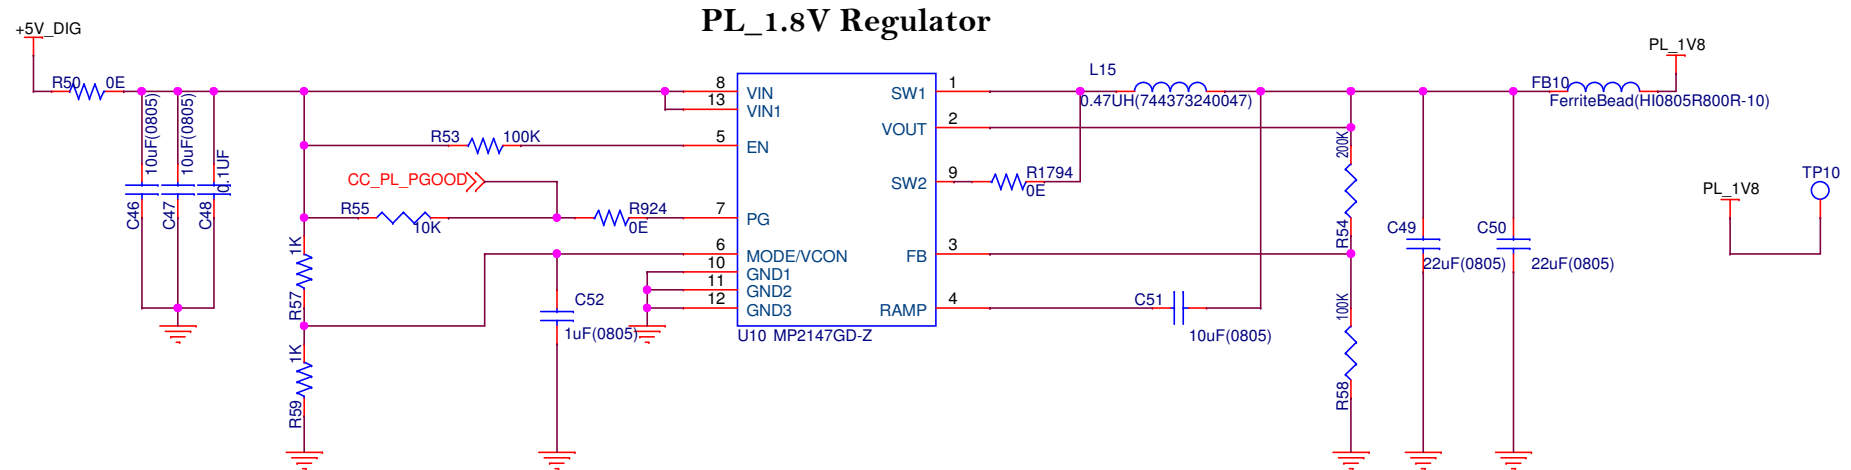 PL_1.8V Regulator
+5V_DIG
R50 0E
10uF(0805)
10uF(0805)
0.1UF
C46
C47
C48
R53 100K
CC_PL_PGOOD
R55
10K
R924
0E
1K
R57
1K
R59
C52
1uF(0805)
8 VIN
13 VIN1
5 EN
7 PG
6 MODE/VCON
10 GND1
11 GND2
12 GND3
SW1 1
VOUT 2
SW2 9
FB 3
RAMP 4
U10 MP2147GD-Z
L15
0.47UH(744373240047)
R1794
0E
C51
10uF(0805)
200K
R54
100K
R58
C49
22uF(0805)
C50
22uF(0805)
FB10
FerriteBead(HI0805R800R-10)
PL_1V8
PL_1V8
TP10